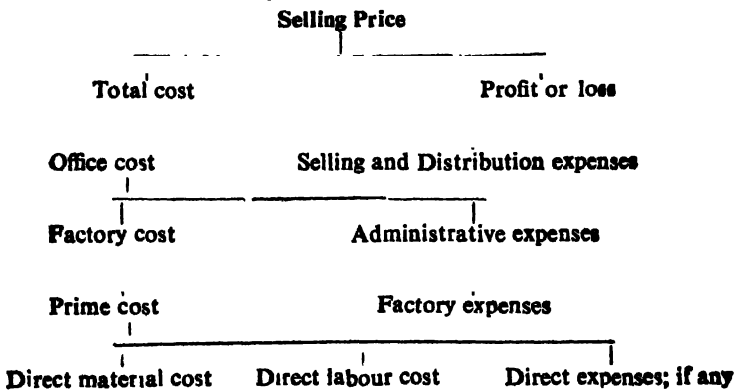 Selling Price
Total cost Profit or loss
Office cost Selling and Distribution expenses
Factory cost Administrative expenses
Prime cost Factory expenses
Direct material cost Direct labour cost Direct expenses; if any